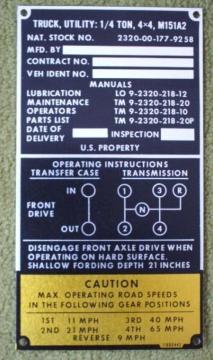 TRUCK, UTILITY: 1/4 TON, 4×4, M151A2
NAT. STOCK NO. 2320-00-177-9258
MFD. BY
CONTRACT NO.
VEH IDENT NO.
MANUALS
LUBRICATION LO 9-2320-218-12
MAINTENANCE TM 9-2320-218-20
OPERATORS TM 9-2320-218-10
PARTS LIST TM 9-2320-218-20P
DATE OF
DELIVERY INSPECTION
U.S. PROPERTY
OPERATING INSTRUCTIONS
TRANSFER CASE TRANSMISSION
IN 1 3 R
FRONT
DRIVE N
OUT 2 4
DISENGAGE FRONT AXLE DRIVE WHEN
OPERATING ON HARD SURFACE.
SHALLOW FORDING DEPTH 21 INCHES
CAUTION
MAX OPERATING ROAD SPEEDS
IN THE FOLLOWING GEAR POSITIONS
1ST 11 MPH 3RD 40 MPH
2ND 21 MPH 4TH 65 MPH
REVERSE 9 MPH